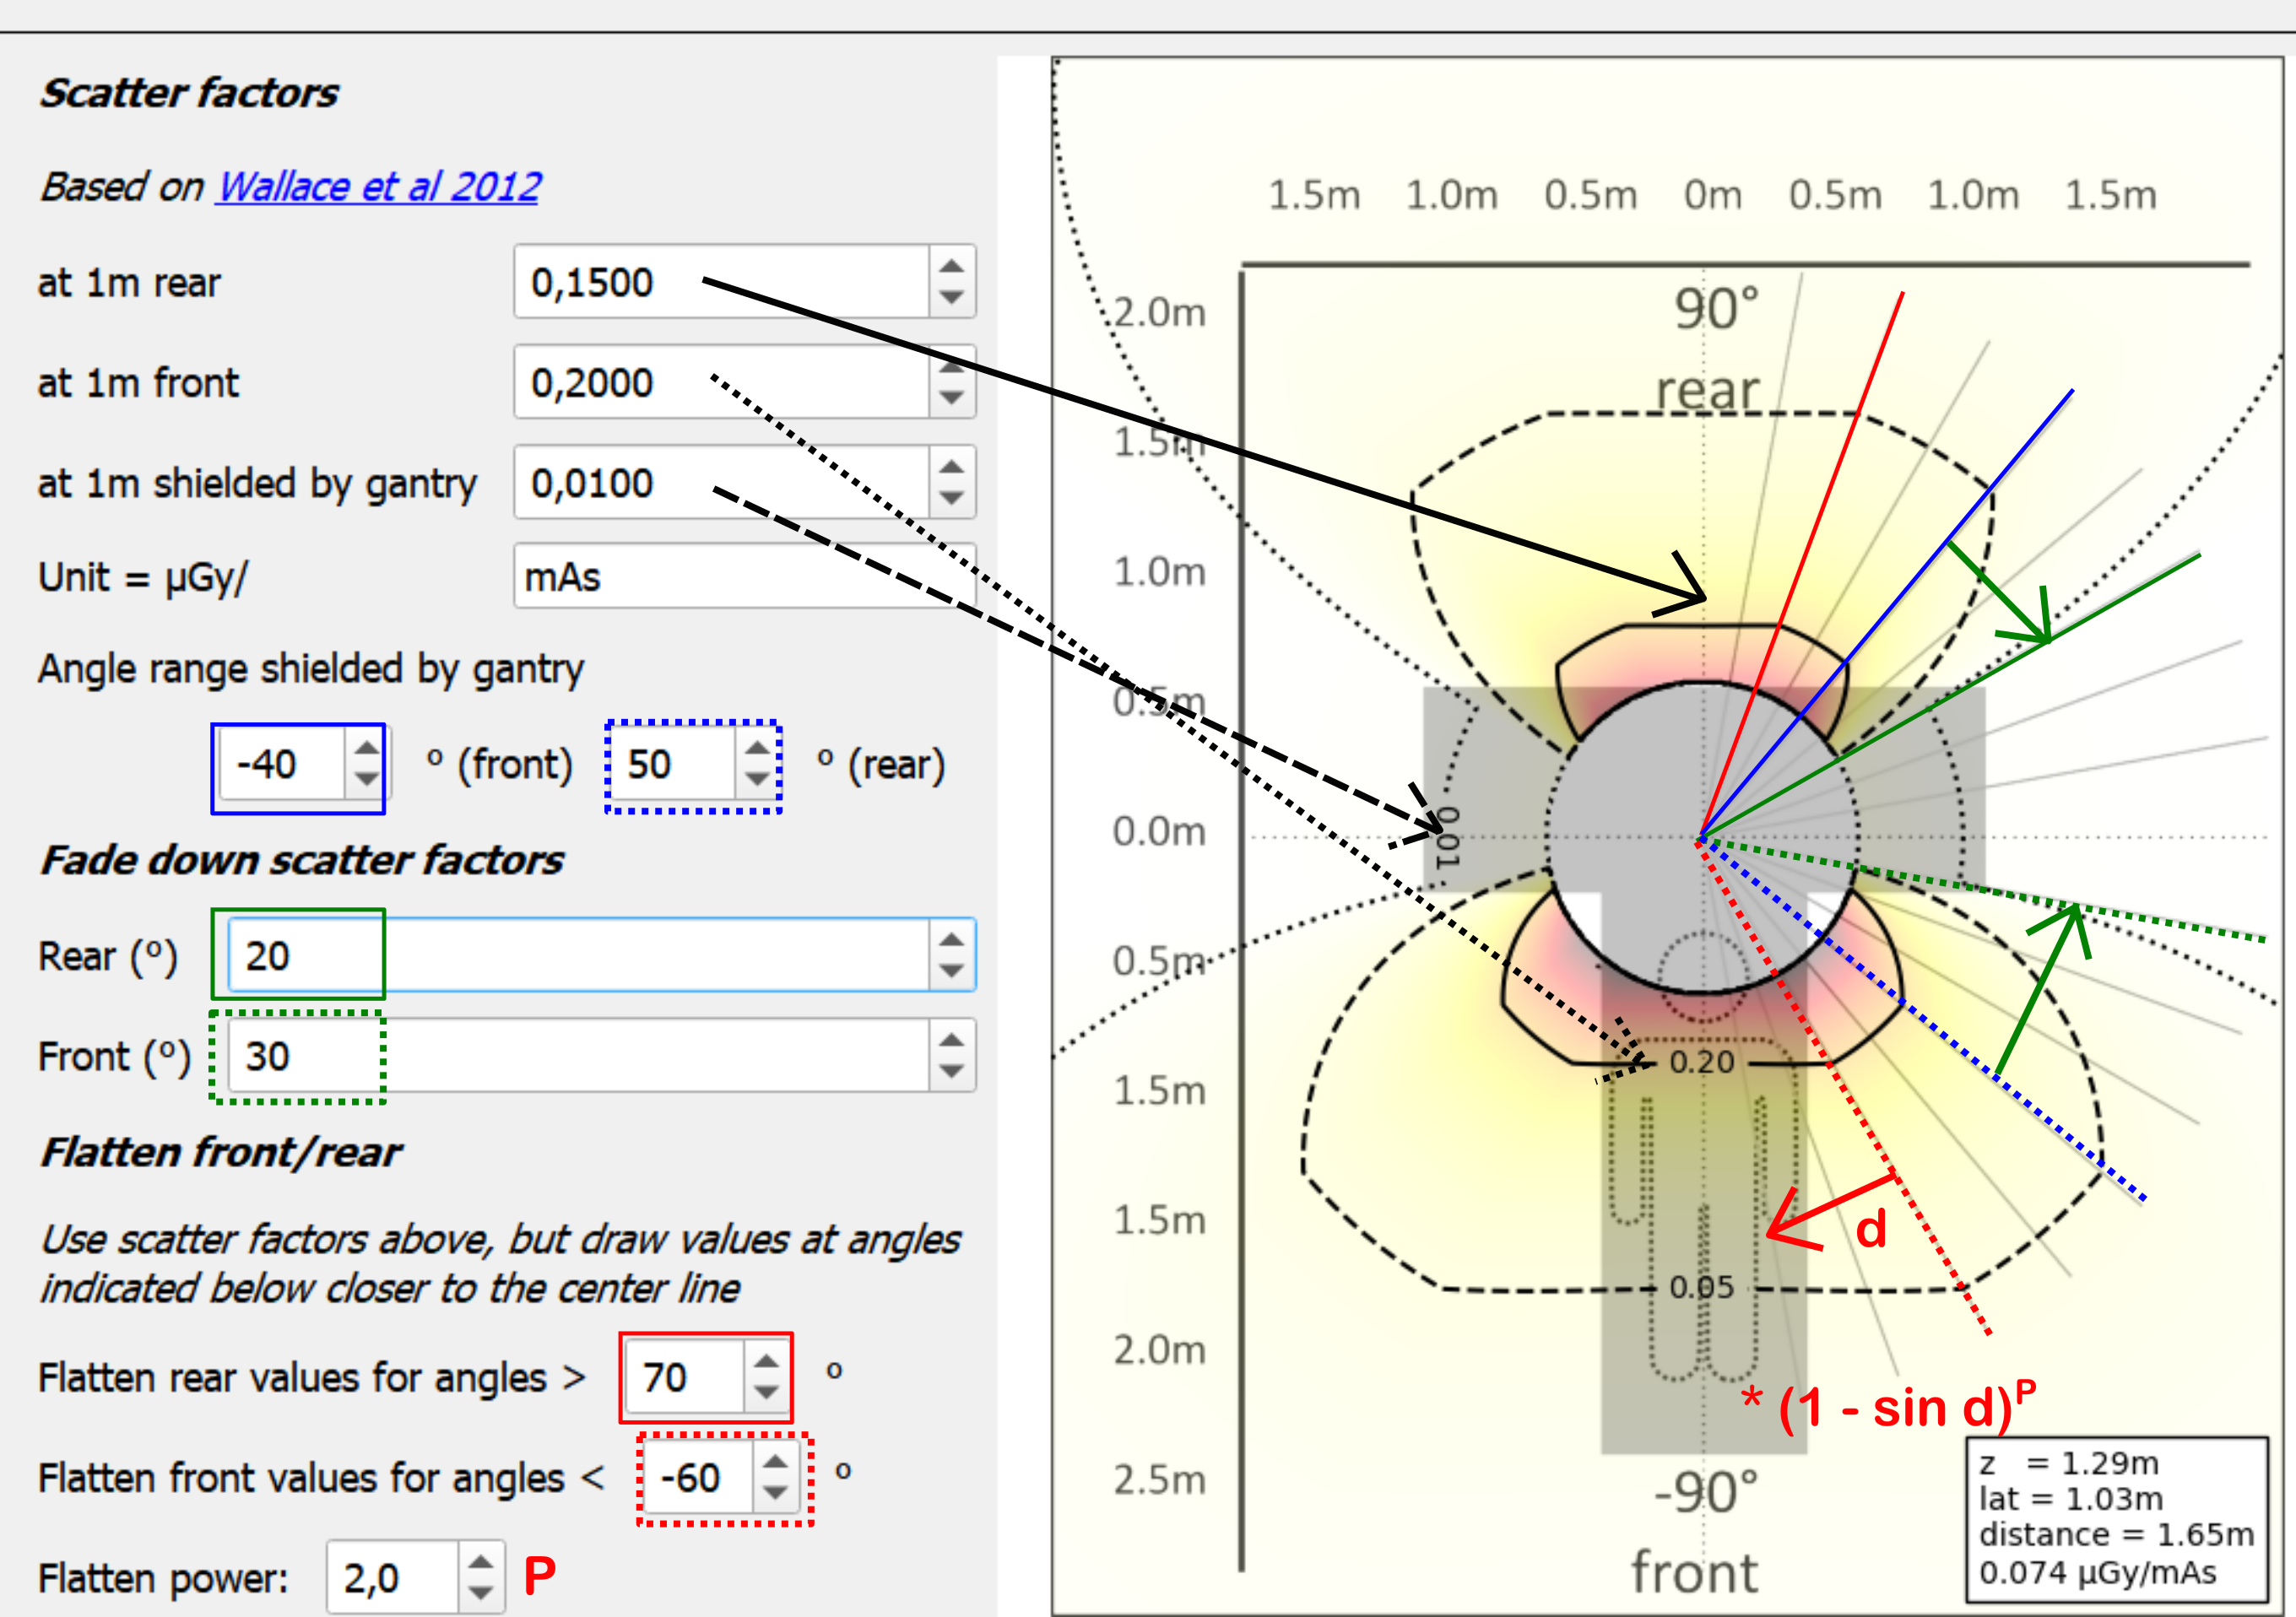 Scatter factors
Based on Wallace et al 2012
at 1m rear 0,1500
at 1m front 0,2000
at 1m shielded by gantry 0,0100
Unit = µGy/ mAs
Angle range shielded by gantry
-40 º (front) 50 º (rear)
Fade down scatter factors
Rear (º) 20
Front (º) 30
Flatten front/rear
Use scatter factors above, but draw values at angles
indicated below closer to the center line
Flatten rear values for angles > 70 º
Flatten front values for angles < -60 º
Flatten power: 2,0 P
1.5m 1.0m 0.5m 0m 0.5m 1.0m 1.5m
2.0m
1.5m
1.0m
0.5m
0.0m
0.5m
1.5m
1.5m
2.0m
2.5m
90°
rear
0.01
0.20
0.05
d
* (1 - sin d)P
-90°
front
z = 1.29m
lat = 1.03m
distance = 1.65m
0.074 µGy/mAs